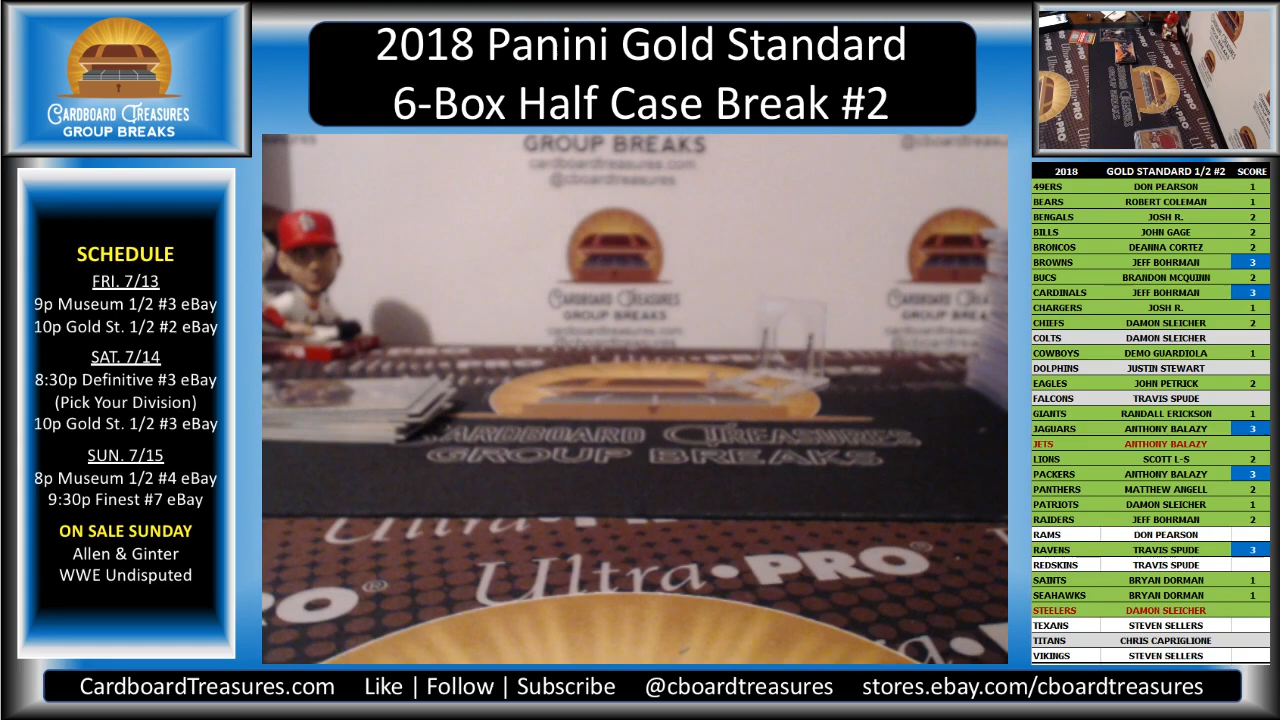 CARDBOARD TREASURES
GROUP BREAKS
2018 Panini Gold Standard
6-Box Half Case Break #2
SCHEDULE
FRI. 7/13
9p Museum 1/2 #3 eBay
10p Gold St. 1/2 #2 eBay
SAT. 7/14
8:30p Definitive #3 eBay
(Pick Your Division)
10p Gold St. 1/2 #3 eBay
SUN. 7/15
8p Museum 1/2 #4 eBay
9:30p Finest #7 eBay
ON SALE SUNDAY
Allen & Ginter
WWE Undisputed
GROUP BREAKS
cardboardtreasures.com
@cboardtreasures
CARDBOARD TREASURES
CARDBOARD TREASURES
GROUP BREAKS
Ultra•PRO
Ultra•PRO®
2018 GOLD STANDARD 1/2 #2 SCORE
49ERS DON PEARSON 1
BEARS ROBERT COLEMAN 1
BENGALS JOSH R. 2
BILLS JOHN GAGE 2
BRONCOS DEANNA CORTEZ 2
BROWNS JEFF BOHRMAN 3
BUCS BRANDON MCQUINN 2
CARDINALS JEFF BOHRMAN 3
CHARGERS JOSH R. 1
CHIEFS DAMON SLEICHER 2
COLTS DAMON SLEICHER
COWBOYS DEMO GUARDIOLA 1
DOLPHINS JUSTIN STEWART
EAGLES JOHN PETRICK 2
FALCONS TRAVIS SPUDE
GIANTS RANDALL ERICKSON 1
JAGUARS ANTHONY BALAZY 3
JETS ANTHONY BALAZY
LIONS SCOTT L-S 2
PACKERS ANTHONY BALAZY 3
PANTHERS MATTHEW ANGELL 2
PATRIOTS DAMON SLEICHER 1
RAIDERS JEFF BOHRMAN 2
RAMS DON PEARSON
RAVENS TRAVIS SPUDE 3
REDSKINS TRAVIS SPUDE
SAINTS BRYAN DORMAN 1
SEAHAWKS BRYAN DORMAN 1
STEELERS DAMON SLEICHER
TEXANS STEVEN SELLERS
TITANS CHRIS CAPRIGLIONE
VIKINGS STEVEN SELLERS
CardboardTreasures.com Like | Follow | Subscribe @cboardtreasures stores.ebay.com/cboardtreasures